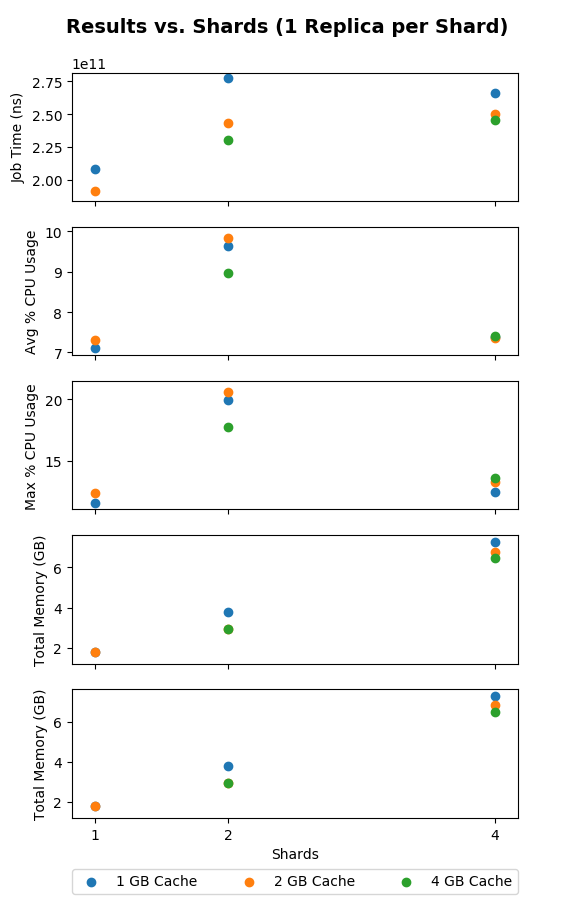 Results vs. Shards (1 Replica per Shard)
1e11
2.75
2.50
2.25
2.00
Job Time (ns)
10
9
8
7
Avg % CPU Usage
20
15
Max % CPU Usage
6
4
2
Total Memory (GB)
6
4
2
Total Memory (GB)
1 2 4
Shards
1 GB Cache 2 GB Cache 4 GB Cache